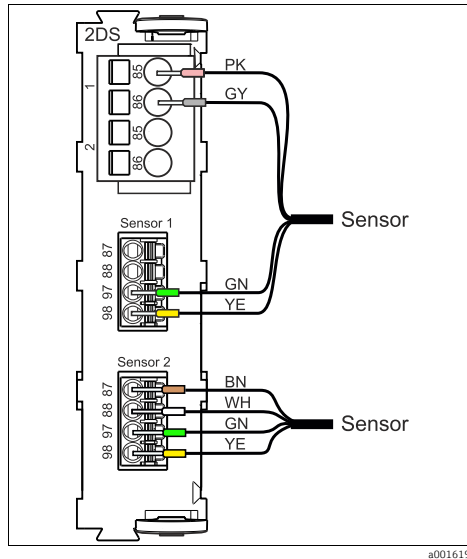 2DS
1
85
86
2
85
86
PK
GY
Sensor
Sensor 1
87
88
97
98
GN
YE
Sensor 2
87
88
97
98
BN
WH
GN
YE
Sensor
a001619